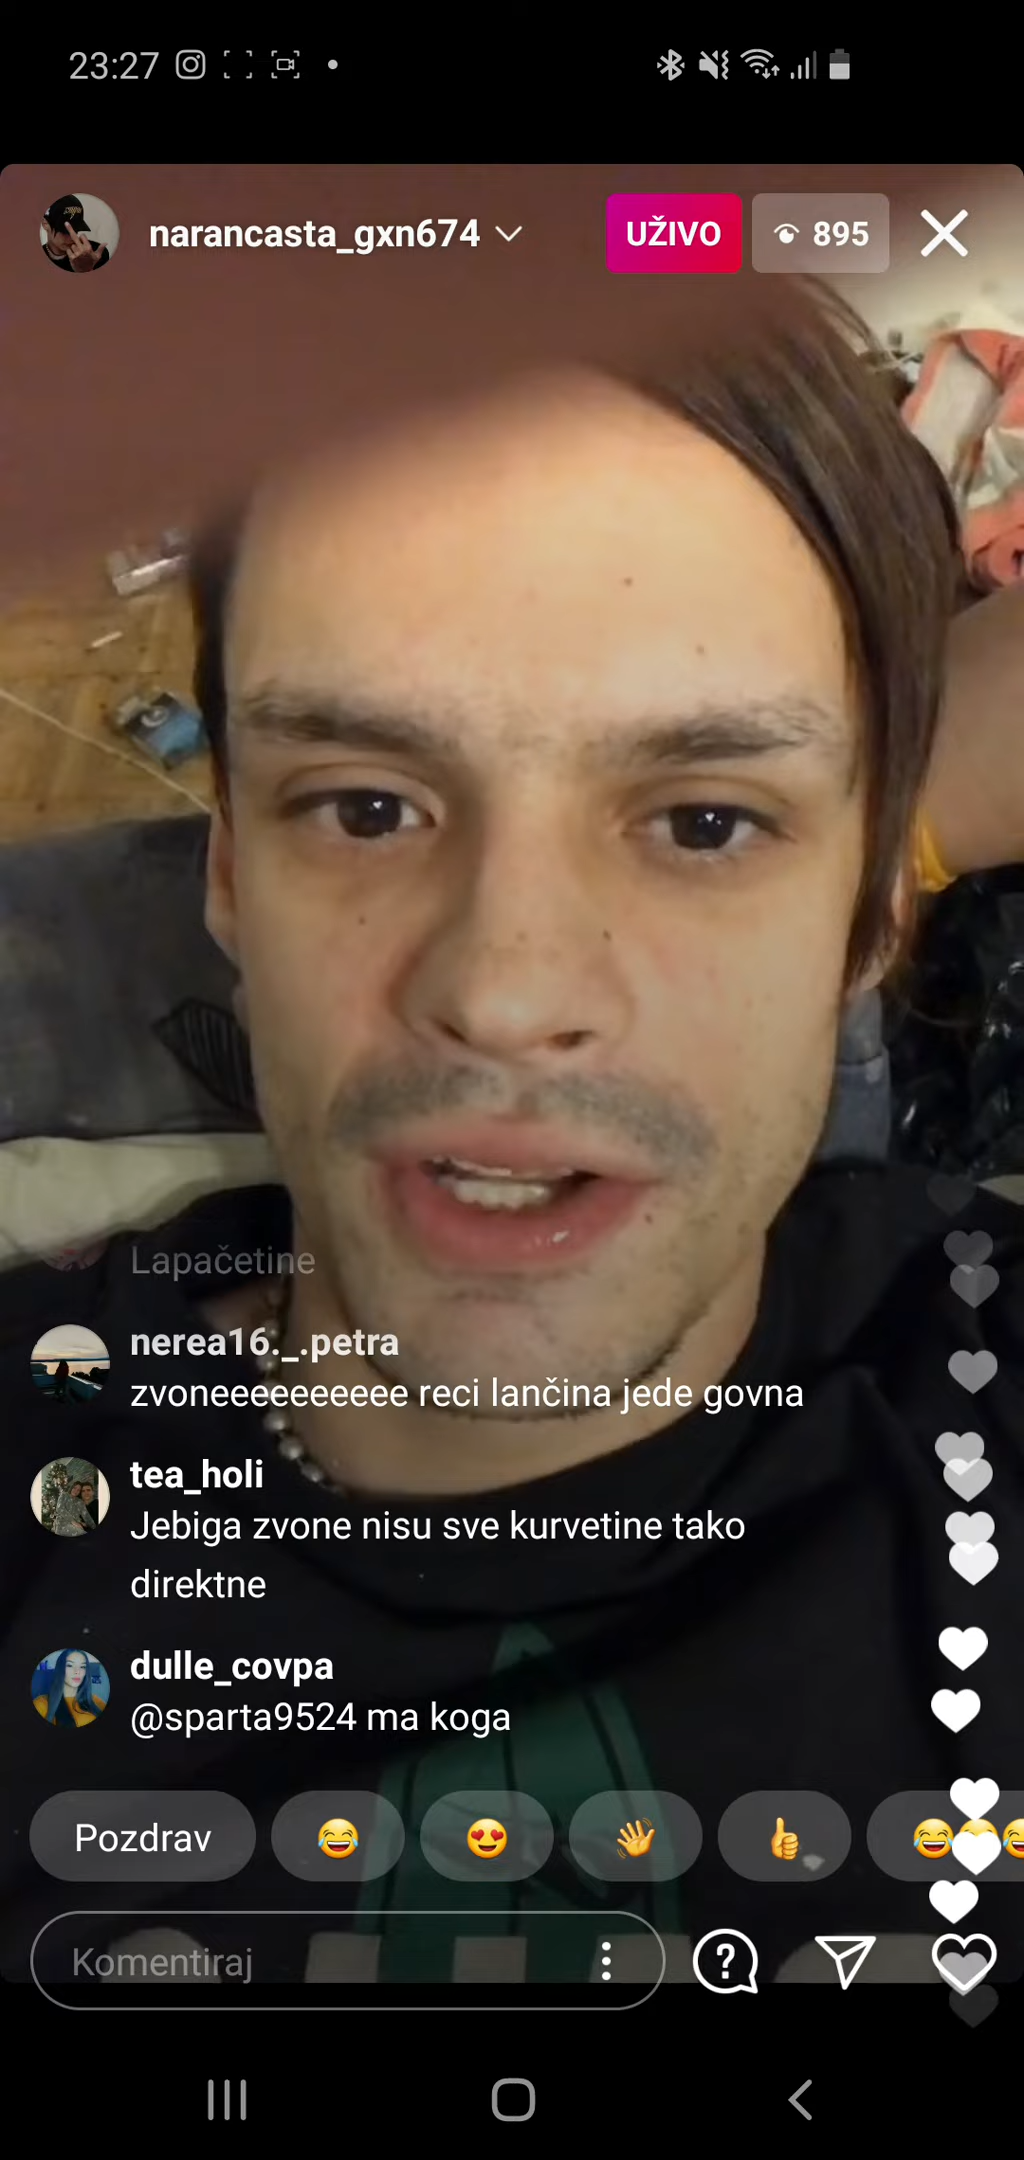 23:27
narancasta_gxn674
UŽIVO
895
Lapačetine
nerea16._.petra
zvoneeeeeeeeee reci lančina jede govna
tea_holi
Jebiga zvone nisu sve kurvetine tako
direktne
dulle_covpa
@sparta9524 ma koga
Pozdrav
Komentiraj